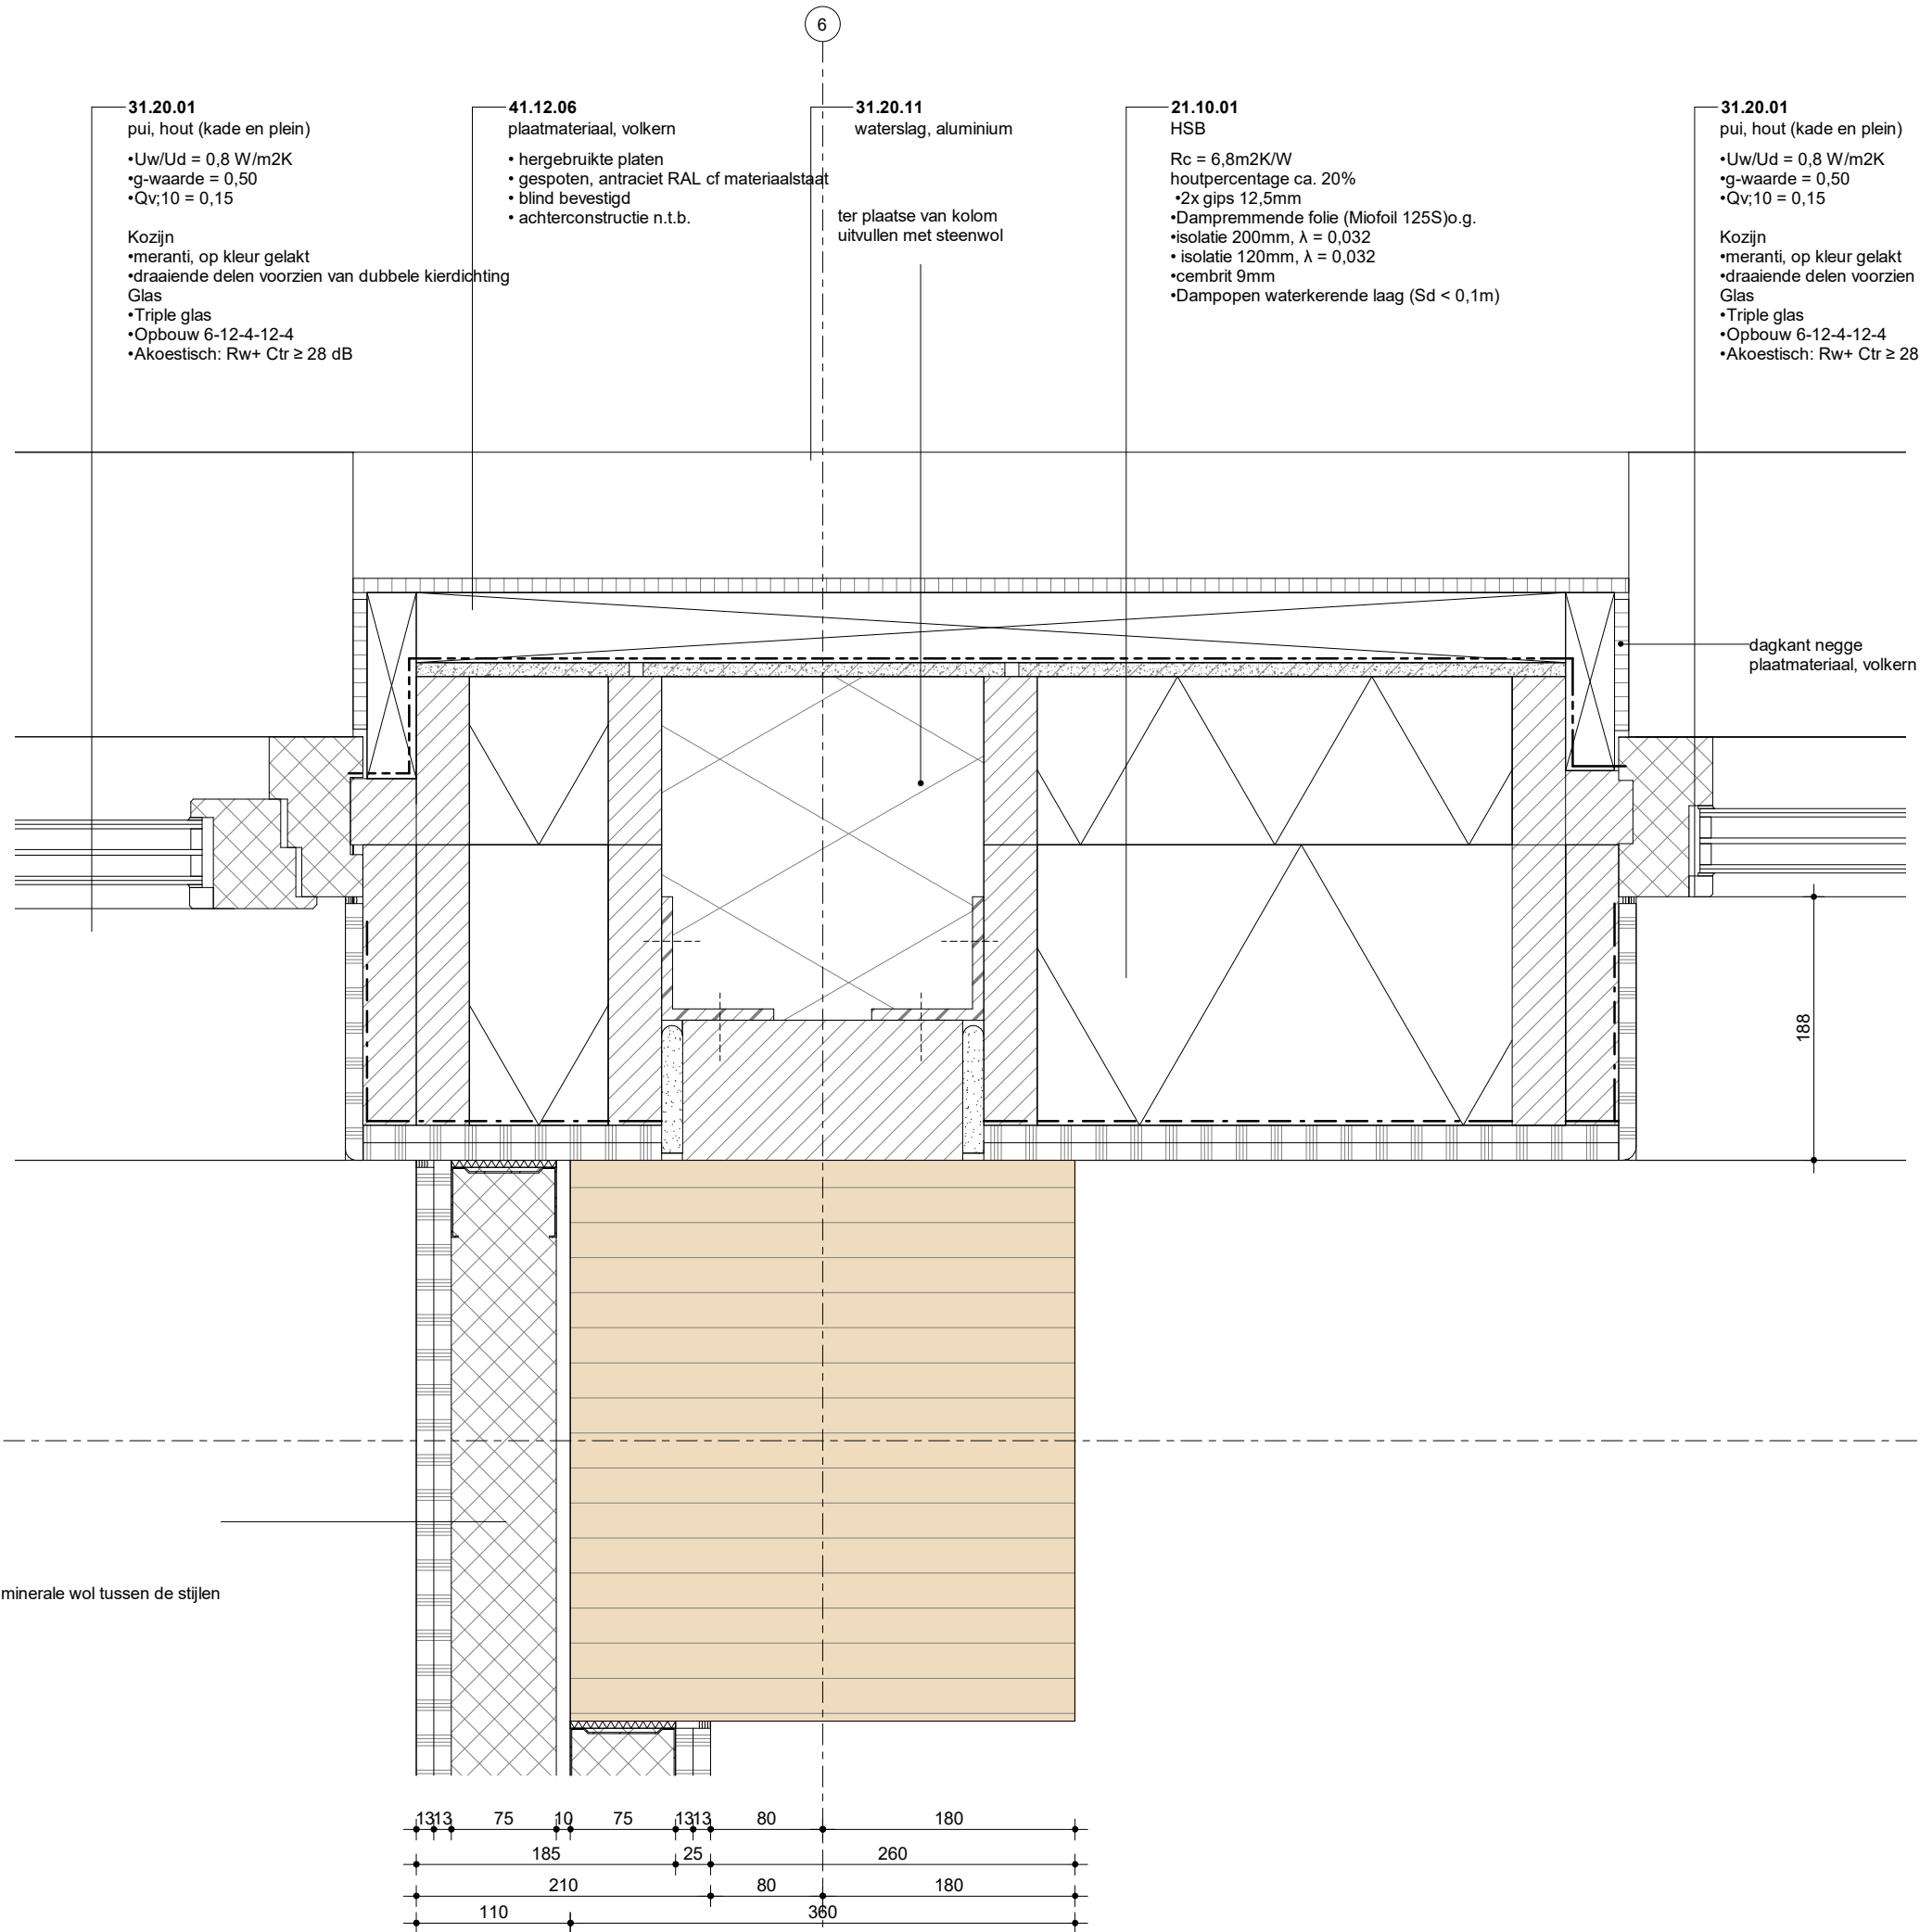 6
31.20.01
pui, hout (kade en plein)
•Uw/Ud = 0,8 W/m2K
•g-waarde = 0,50
•Qv;10 = 0,15
Kozijn
•meranti, op kleur gelakt
•draaiende delen voorzien van dubbele kierdichting
Glas
•Triple glas
•Opbouw 6-12-4-12-4
•Akoestisch: Rw+ Ctr ≥ 28 dB
41.12.06
plaatmateriaal, volkern
• hergebruikte platen
• gespoten, antraciet RAL cf materiaalstaat
• blind bevestigd
• achterconstructie n.t.b.
31.20.11
waterslag, aluminium
ter plaatse van kolom
uitvullen met steenwol
21.10.01
HSB
Rc = 6,8m2K/W
houtpercentage ca. 20%
•2x gips 12,5mm
•Dampremmende folie (Miofoil 125S)o.g.
•isolatie 200mm, λ = 0,032
• isolatie 120mm, λ = 0,032
•cembrit 9mm
•Dampopen waterkerende laag (Sd < 0,1m)
31.20.01
pui, hout (kade en plein)
•Uw/Ud = 0,8 W/m2K
•g-waarde = 0,50
•Qv;10 = 0,15
Kozijn
•meranti, op kleur gelakt
•draaiende delen voorzien
Glas
•Triple glas
•Opbouw 6-12-4-12-4
•Akoestisch: Rw+ Ctr ≥ 28
dagkant negge
plaatmateriaal, volkern
188
minerale wol tussen de stijlen
13 13 75 10 75 13 13 80 180
185 25 260
210 80 180
110 360